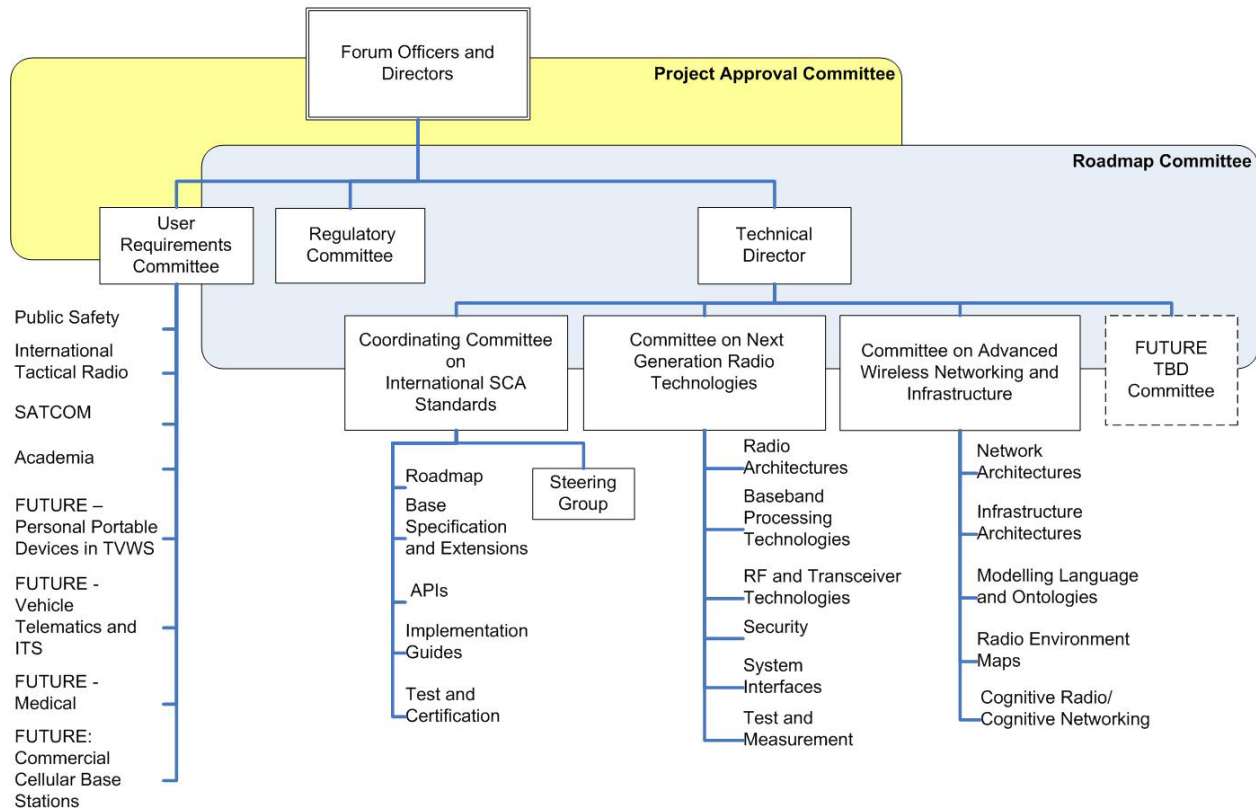 Forum Officers and
Directors
Project Approval Committee
Roadmap Committee
User
Requirements
Committee
Regulatory
Committee
Technical
Director
Public Safety
International
Tactical Radio
SATCOM
Academia
FUTURE –
Personal Portable
Devices in TVWS
FUTURE -
Vehicle
Telematics and
ITS
FUTURE -
Medical
FUTURE:
Commercial
Cellular Base
Stations
Coordinating Committee
on
International SCA
Standards
Roadmap
Base
Specification
and Extensions
APIs
Implementation
Guides
Test and
Certification
Steering
Group
Committee on Next
Generation Radio
Technologies
Radio
Architectures
Baseband
Processing
Technologies
RF and Transceiver
Technologies
Security
System
Interfaces
Test and
Measurement
Committee on Advanced
Wireless Networking and
Infrastructure
Network
Architectures
Infrastructure
Architectures
Modelling Language
and Ontologies
Radio Environment
Maps
Cognitive Radio/
Cognitive Networking
FUTURE
TBD
Committee